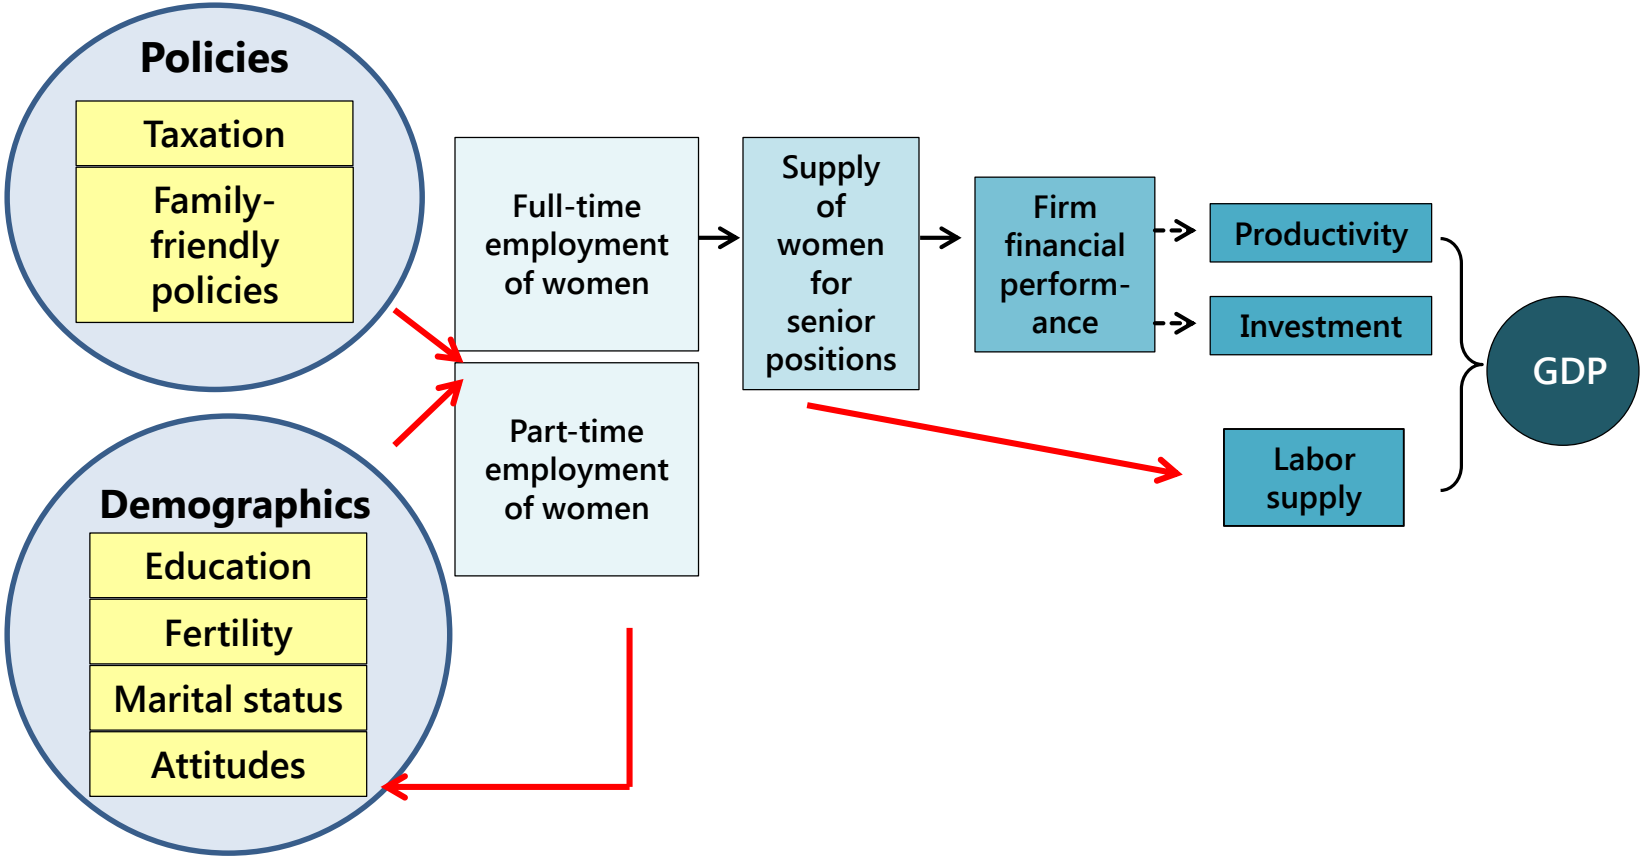 Policies
Taxation
Family-
friendly
policies
Demographics
Education
Fertility
Marital status
Attitudes
Full-time
employment
of women
Part-time
employment
of women
Supply
of
women
for
senior
positions
Firm
financial
perform-
ance
Productivity
Investment
Labor
supply
GDP